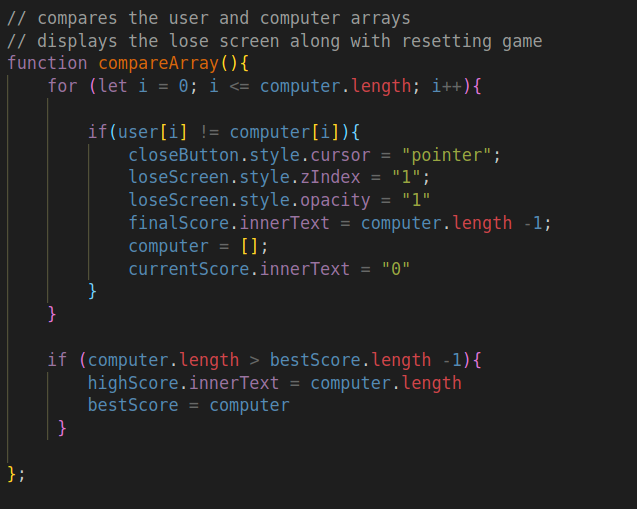 // compares the user and computer arrays
// displays the lose screen along with resetting game
function compareArray(){
    for (let i = 0; i <= computer.length; i++){

        if(user[i] != computer[i]){
            closeButton.style.cursor = "pointer";
            loseScreen.style.zIndex = "1";
            loseScreen.style.opacity = "1"
            finalScore.innerText = computer.length -1;
            computer = [];
            currentScore.innerText = "0"
        }
    }

    if (computer.length > bestScore.length -1){
        highScore.innerText = computer.length
        bestScore = computer
     }

};